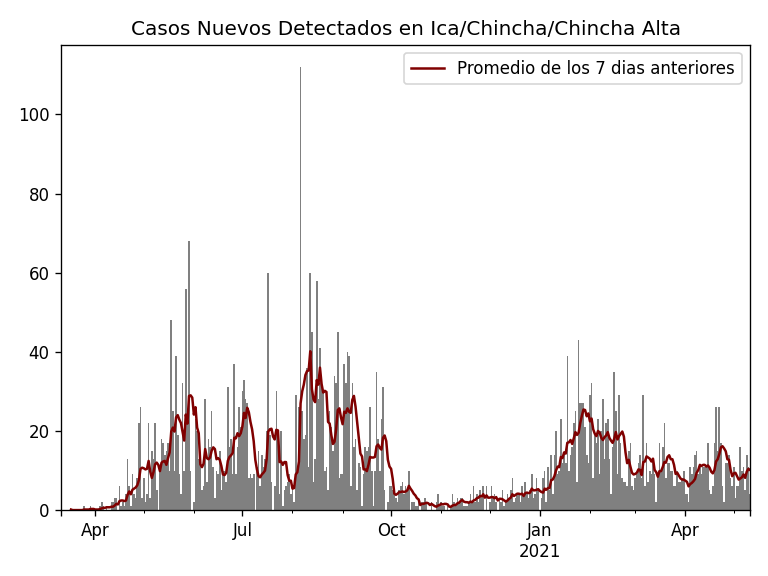 Casos Nuevos Detectados en Ica/Chincha/Chincha Alta
Promedio de los 7 dias anteriores
100
80
60
40
20
0
Apr Jul Oct Jan Apr
2021